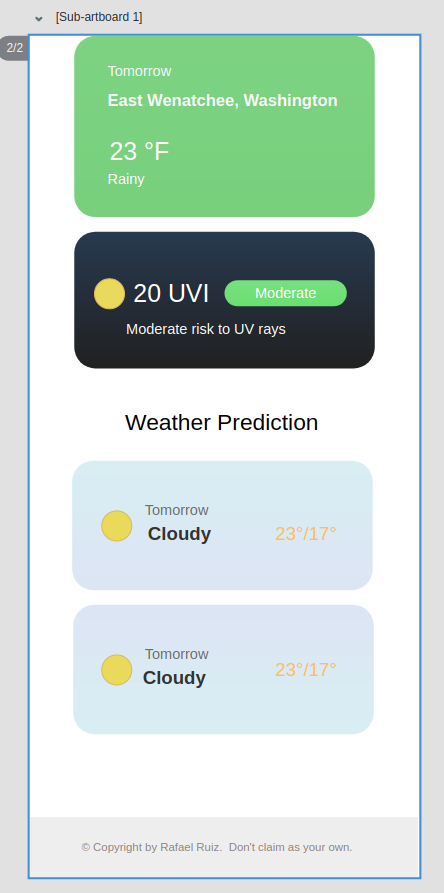 [Sub-artboard 1]
2/2
Tomorrow
East Wenatchee, Washington
23 °F
Rainy
20 UVI
Moderate
Moderate risk to UV rays
Weather Prediction
Tomorrow
Cloudy
23°/17°
Tomorrow
Cloudy
23°/17°
© Copyright by Rafael Ruiz.  Don't claim as your own.